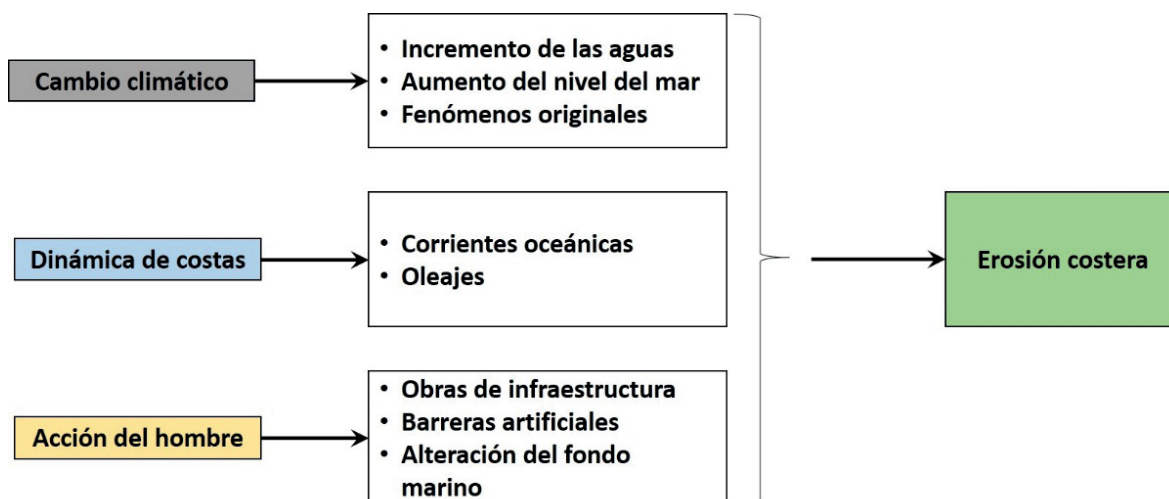 Cambio climático
• Incremento de las aguas
• Aumento del nivel del mar
• Fenómenos originales
Dinámica de costas
• Corrientes oceánicas
• Oleajes
Erosión costera
Acción del hombre
• Obras de infraestructura
• Barreras artificiales
• Alteración del fondo
marino